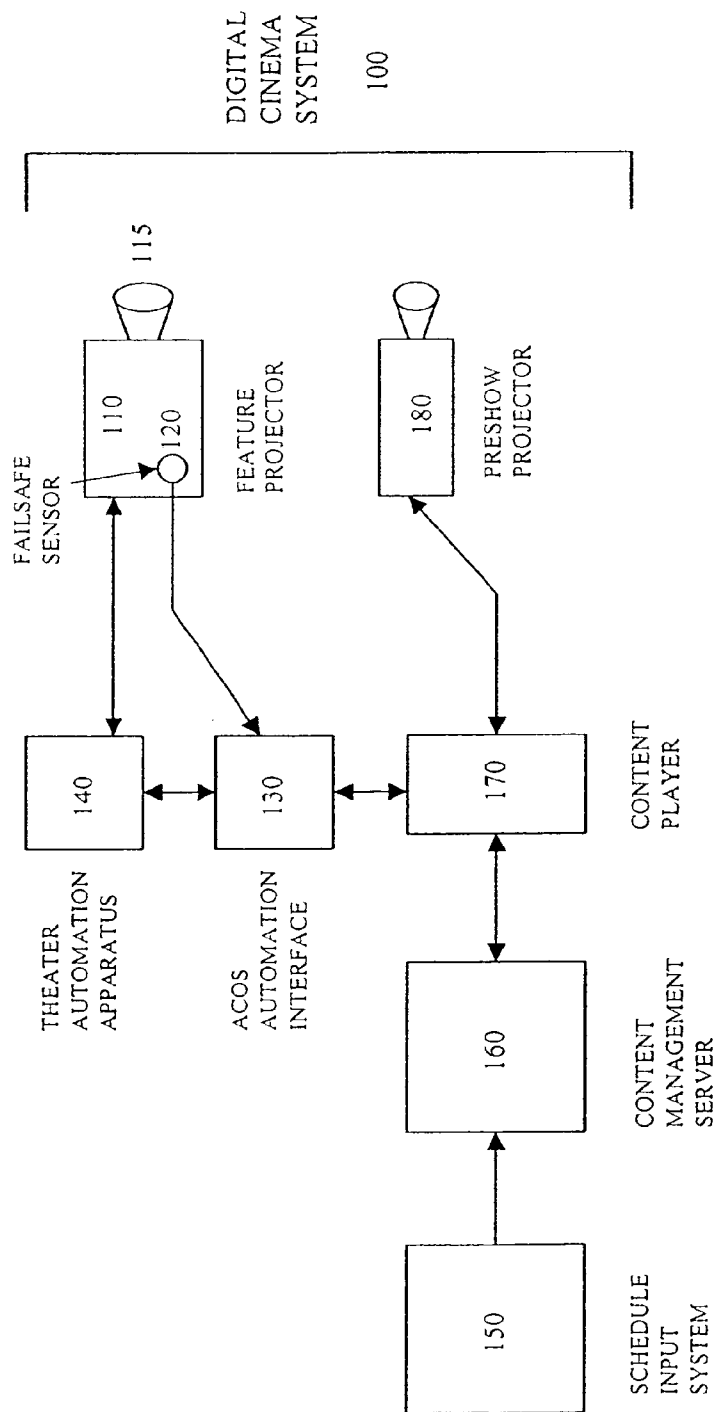 DIGITAL
CINEMA
SYSTEM
100
115
FAILSAFE
SENSOR
110
120
FEATURE
PROJECTOR
180
PRESHOW
PROJECTOR
THEATER
AUTOMATION
APPARATUS
140
ACOS
AUTOMATION
INTERFACE
130
170
CONTENT
PLAYER
160
CONTENT
MANAGEMENT
SERVER
150
SCHEDULE
INPUT
SYSTEM